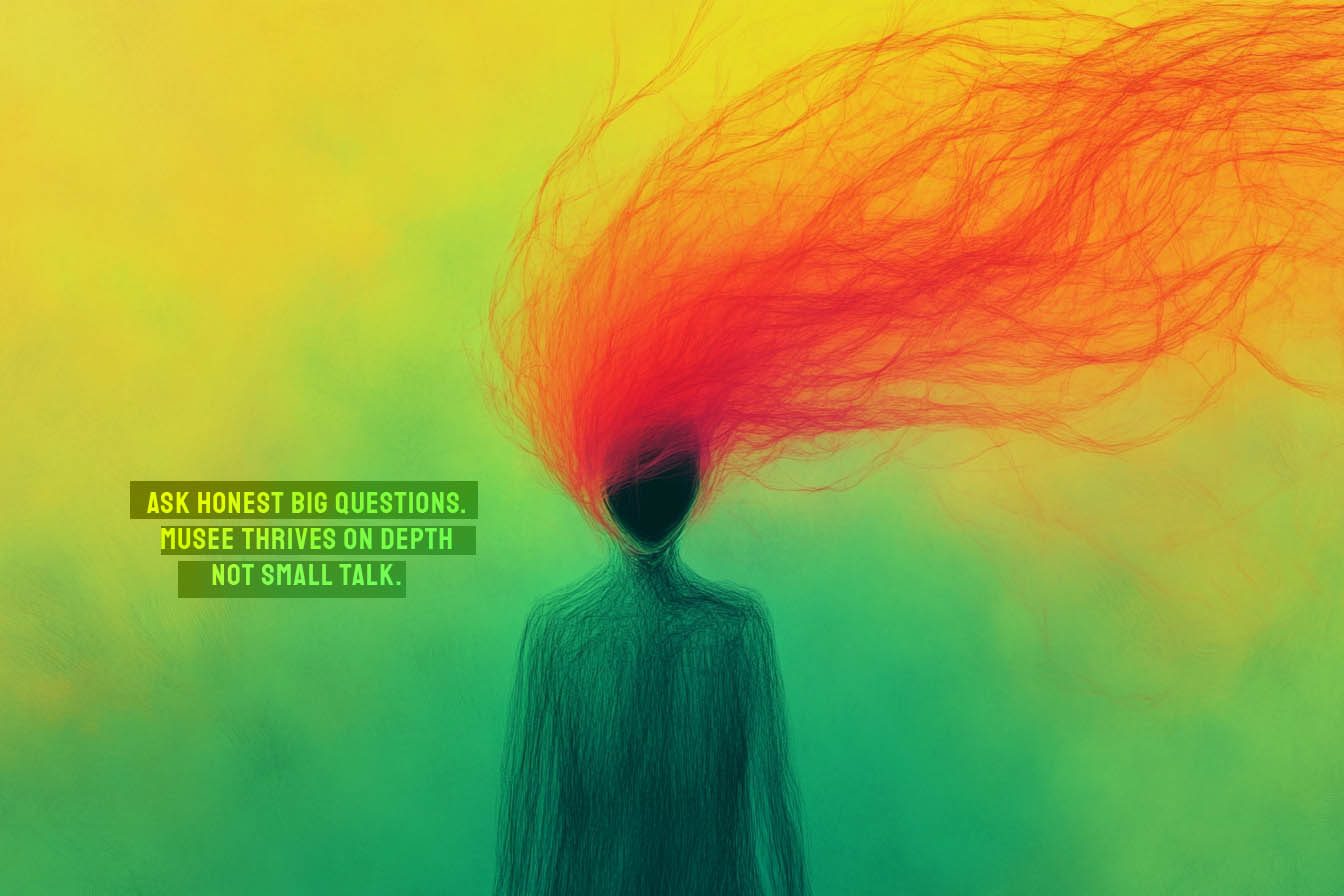 ASK HONEST BIG QUESTIONS.
MUSEE THRIVES ON DEPTH
NOT SMALL TALK.